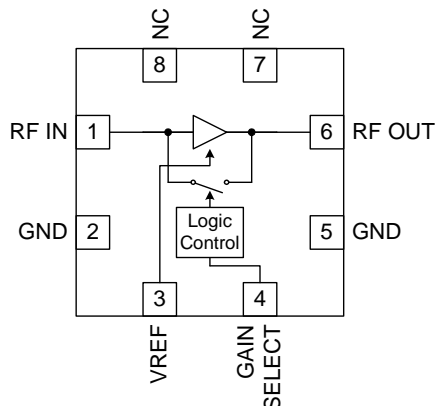 NC
NC
8
7
RF IN
1
6
RF OUT
GND
2
Logic
Control
5
GND
3
4
VREF
GAIN
SELECT